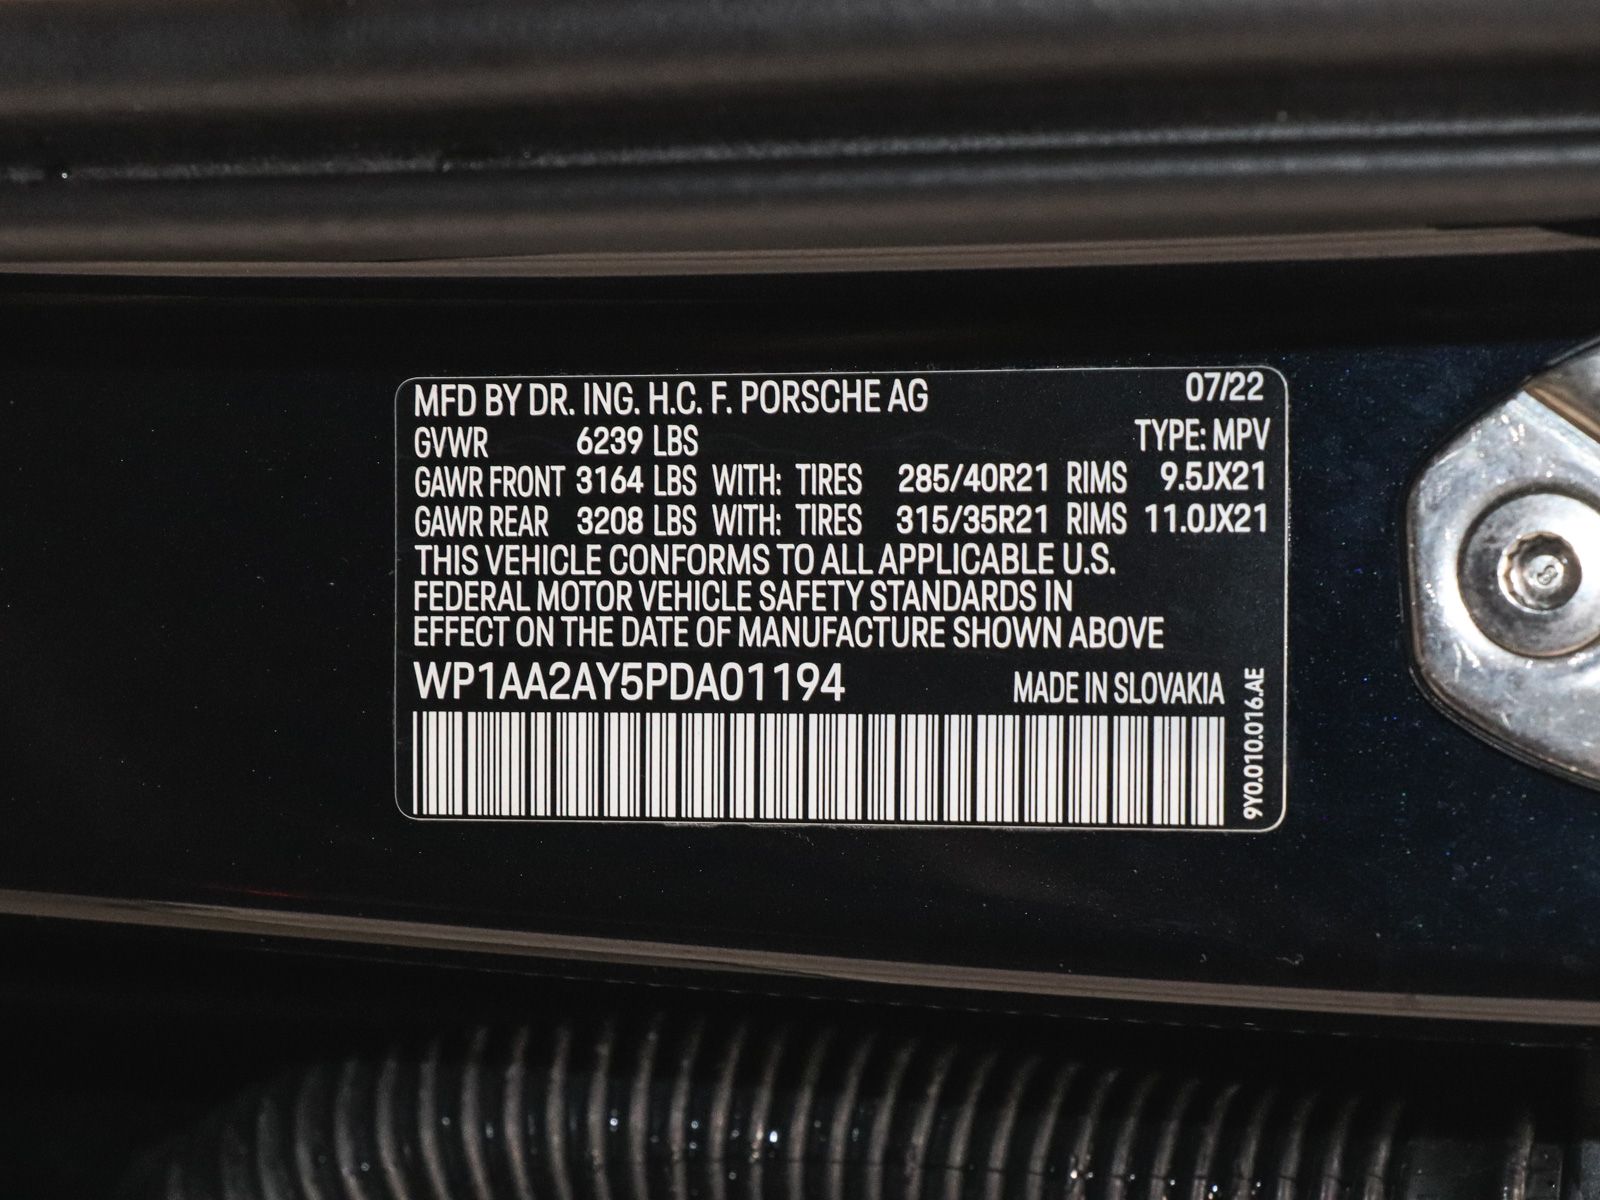 MFD BY DR. ING. H.C. F. PORSCHE AG 07/22
GVWR 6239 LBS TYPE: MPV
GAWR FRONT 3164 LBS WITH: TIRES 285/40R21 RIMS 9.5JX21
GAWR REAR 3208 LBS WITH: TIRES 315/35R21 RIMS 11.0JX21
THIS VEHICLE CONFORMS TO ALL APPLICABLE U.S.
FEDERAL MOTOR VEHICLE SAFETY STANDARDS IN
EFFECT ON THE DATE OF MANUFACTURE SHOWN ABOVE
WP1AA2AY5PDA01194 MADE IN SLOVAKIA
9Y0.010.016.AE